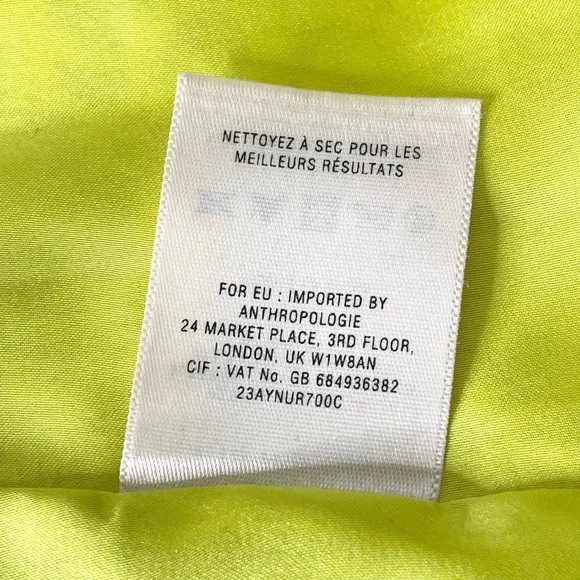 NETTOYEZ À SEC POUR LES
MEILLEURS RÉSULTATS
FOR EU : IMPORTED BY
ANTHROPOLOGIE
24 MARKET PLACE, 3RD FLOOR,
LONDON, UK W1W8AN
CIF : VAT No. GB 684936382
23AYNUR700C